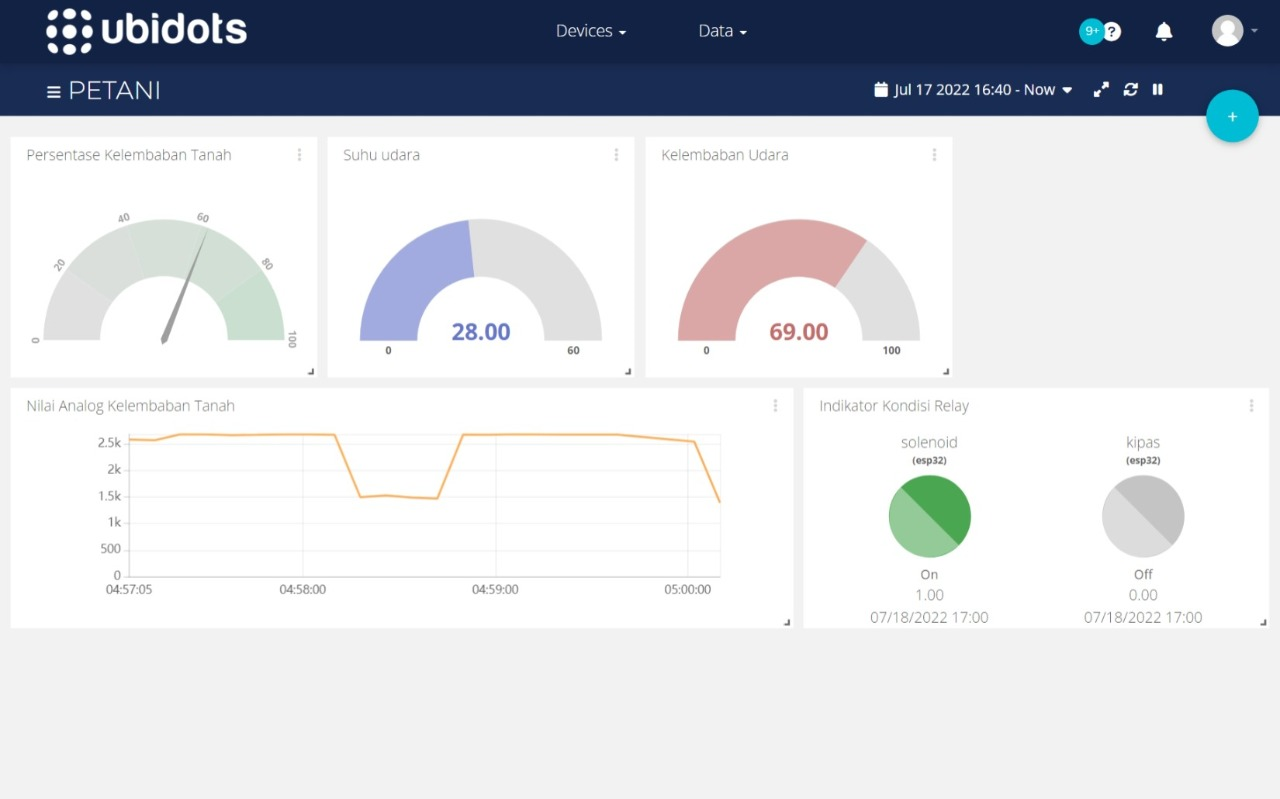 ubidots
Devices
Data
9+
?
PETANI
Jul 17 2022 16:40 - Now
+
Persentase Kelembaban Tanah
0
20
40
60
80
100
Suhu udara
28.00
0
60
Kelembaban Udara
69.00
0
100
Nilai Analog Kelembaban Tanah
2.5k
2k
1.5k
1k
500
0
04:57:05
04:58:00
04:59:00
05:00:00
Indikator Kondisi Relay
solenoid
(esp32)
On
1.00
07/18/2022 17:00
kipas
(esp32)
Off
0.00
07/18/2022 17:00